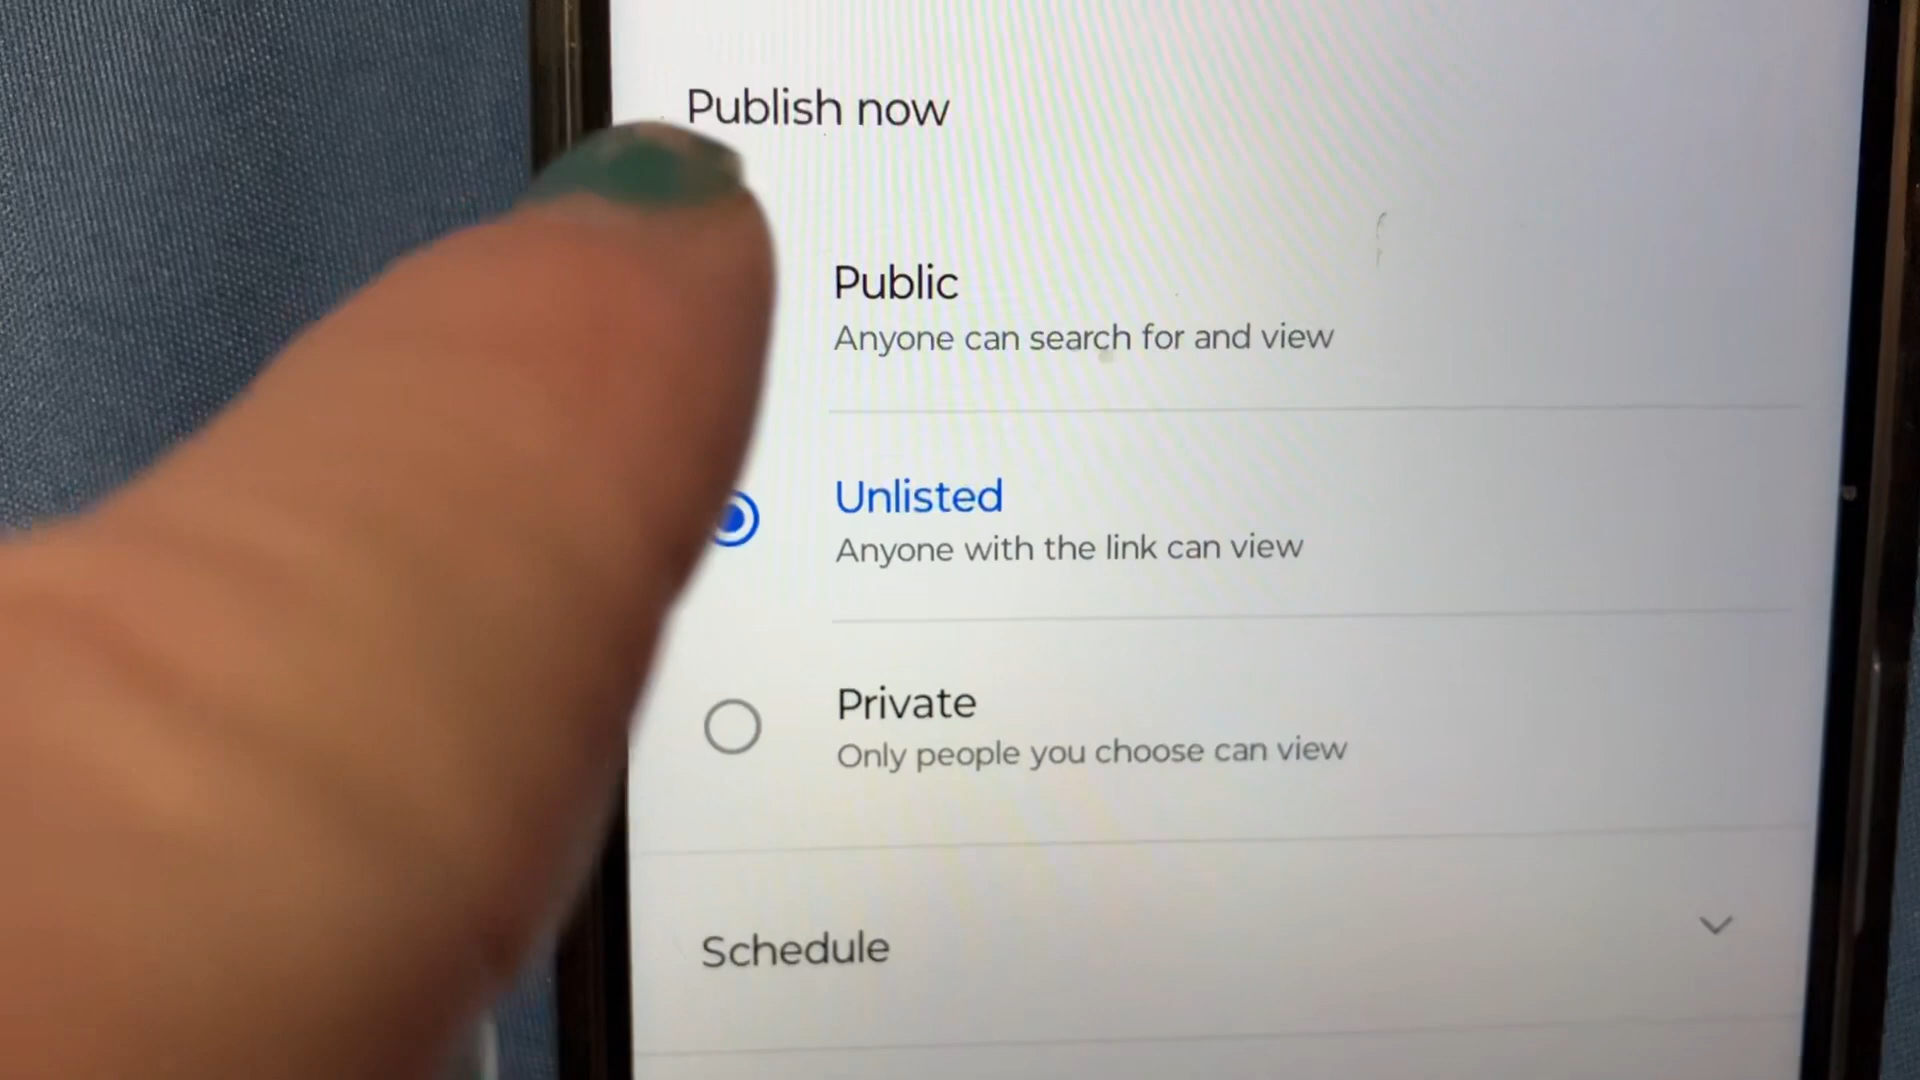 Publish now
Public
Anyone can search for and view
Unlisted
Anyone with the link can view
Private
Only people you choose can view
Schedule